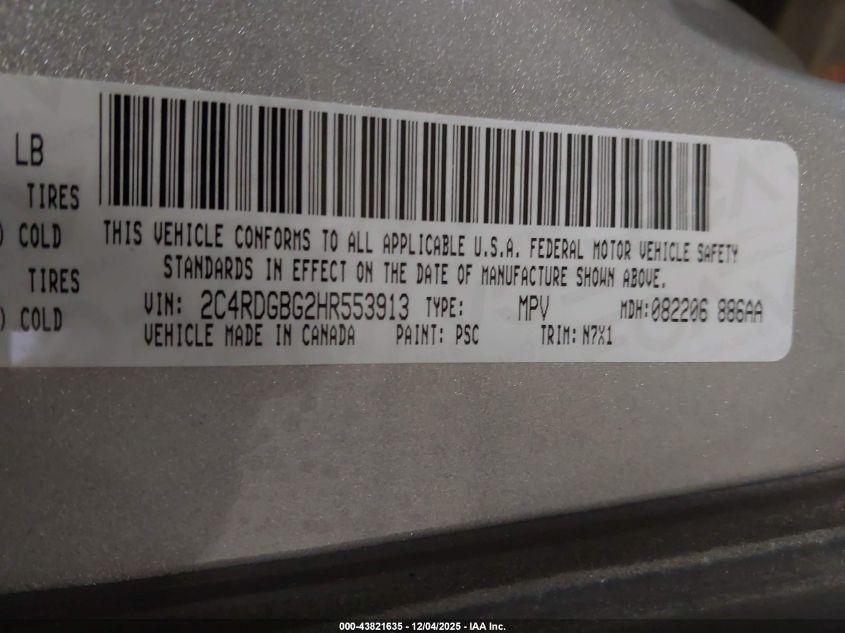 LB
TIRES
) COLD
TIRES
) COLD
THIS VEHICLE CONFORMS TO ALL APPLICABLE U.S.A. FEDERAL MOTOR VEHICLE SAFETY
STANDARDS IN EFFECT ON THE DATE OF MANUFACTURE SHOWN ABOVE.
VIN: 2C4RDGBG2HR553913 TYPE: MPV MDH:082206 886AA
VEHICLE MADE IN CANADA PAINT: PSC TRIM: N7X1
000-43821635 - 12/04/2025 - IAA Inc.